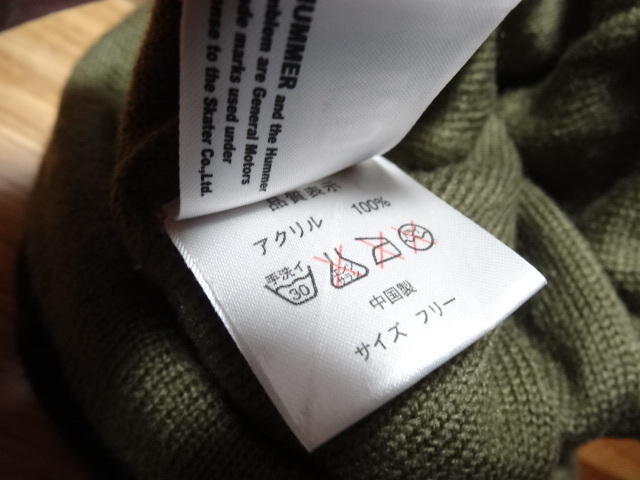 HUMMER and the Hummer
emblem are General Motors
trade marks used under
license to the Skater Co.,Ltd.
品質表示
アクリル 100%
手洗イ
30
中国製
サイズ フリー